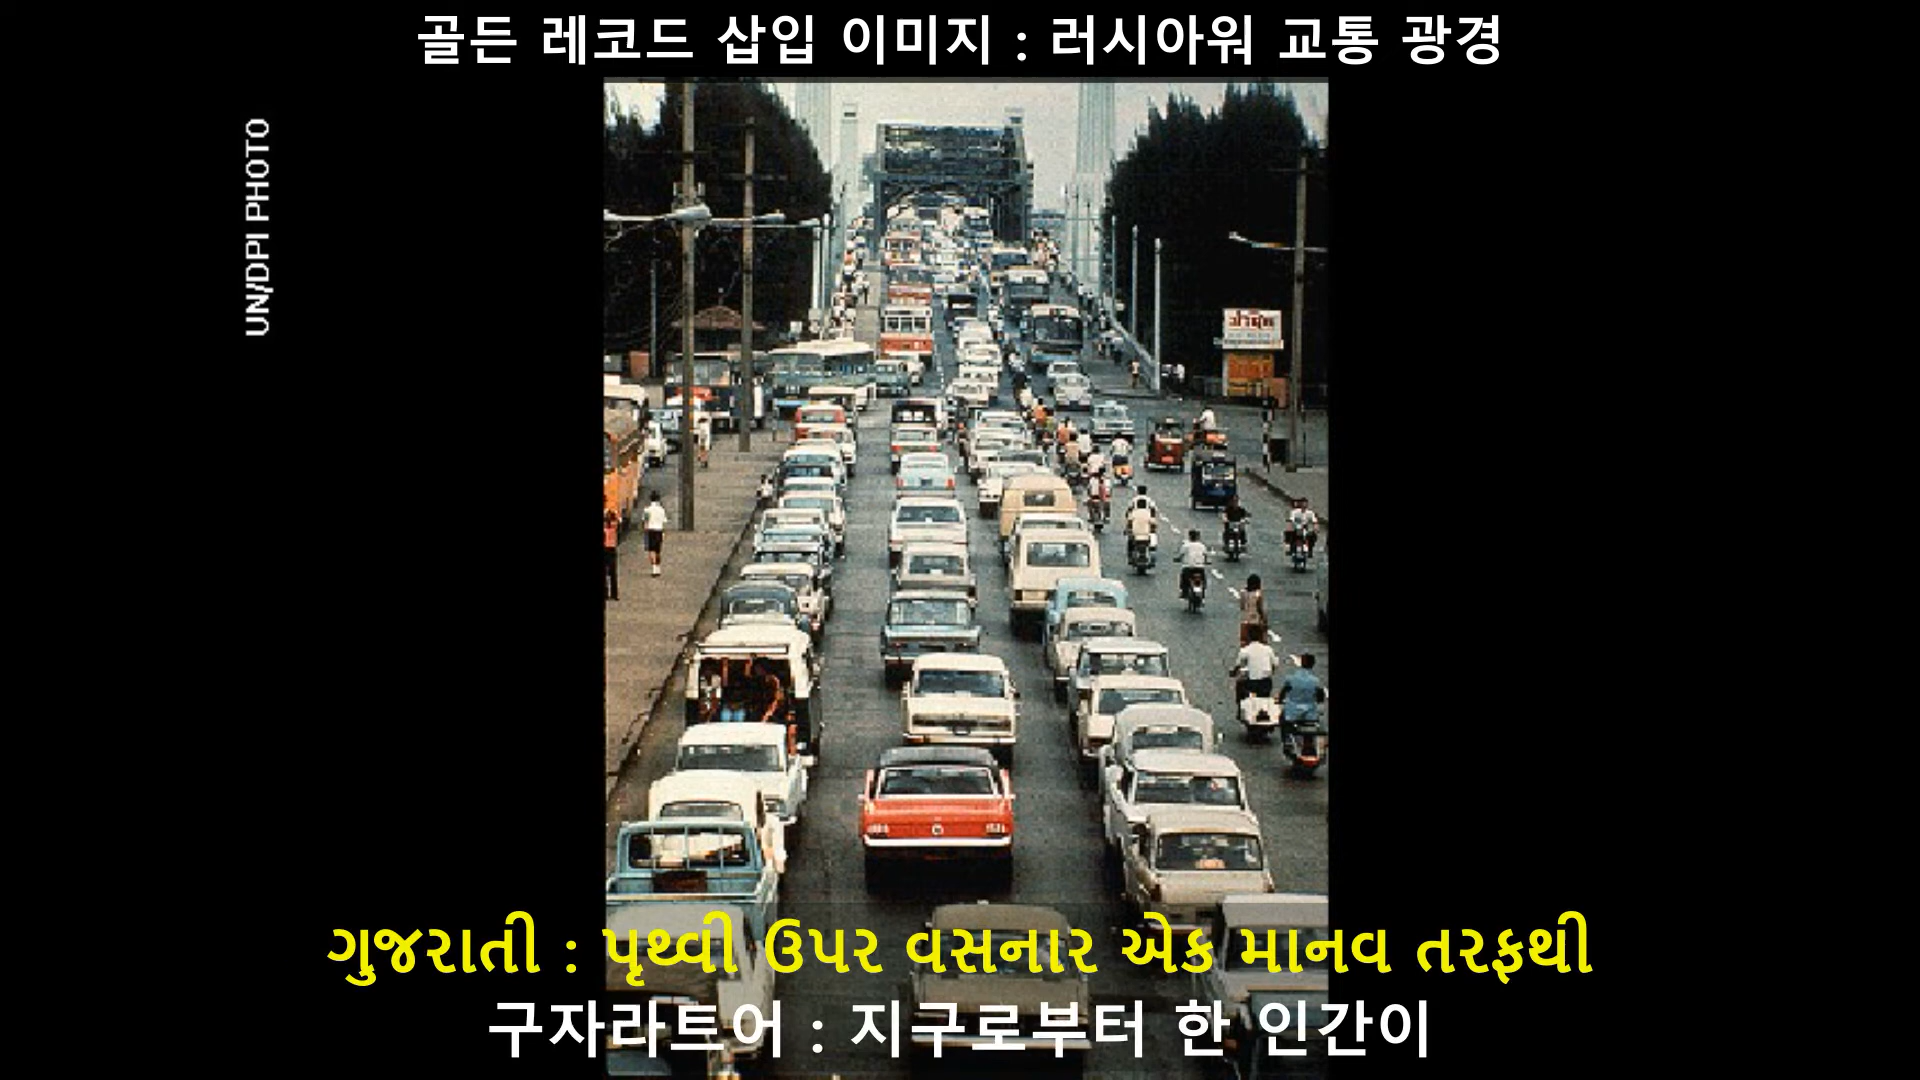 골든 레코드 삽입 이미지 : 러시아워 교통 광경
UN/DPI PHOTO
ગુજરાતી : પૃથ્વી ઉપર વસનાર એક માનવ તરફથી
구자라트어 : 지구로부터 한 인간이